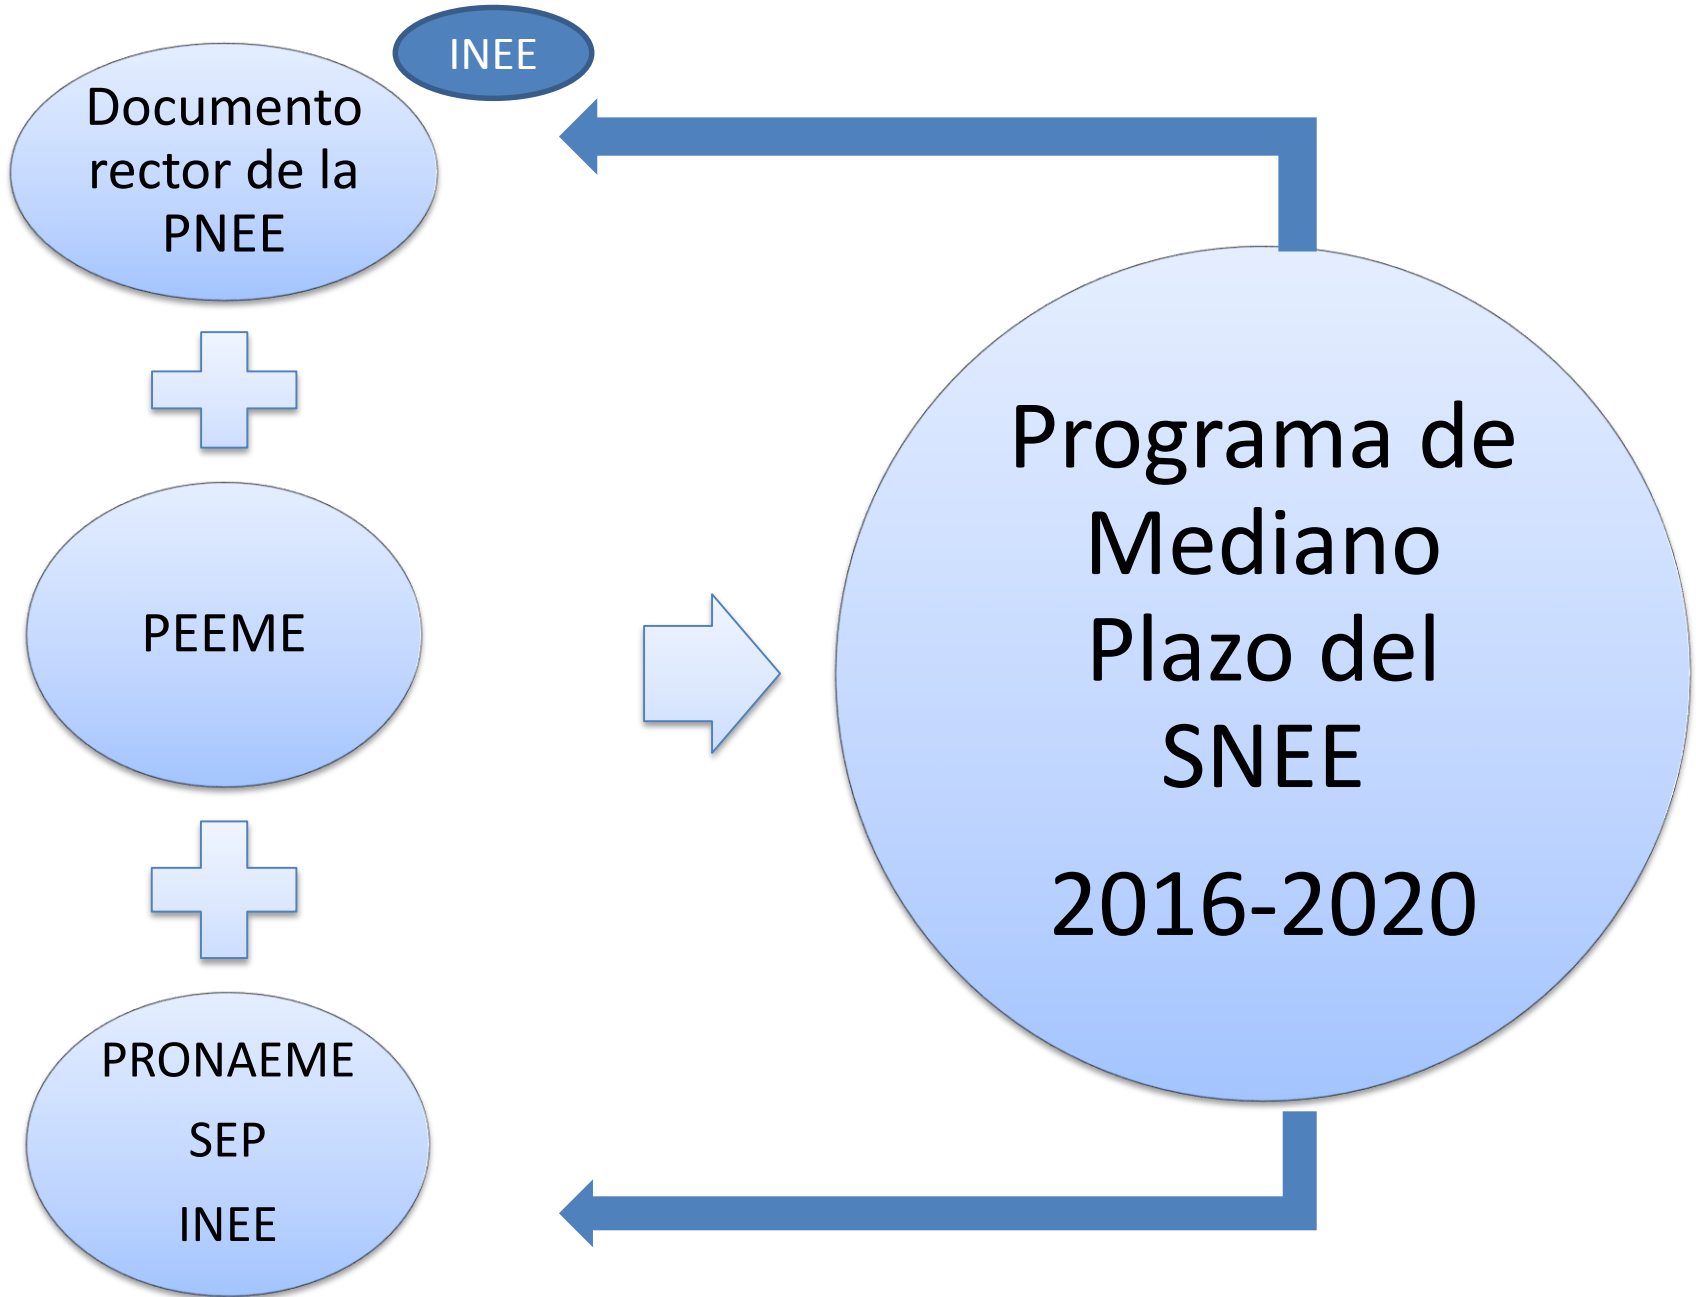 INEE
Documento
rector de la
PNEE
PEEME
PRONAEME
SEP
INEE
Programa de
Mediano
Plazo del
SNEE
2016-2020